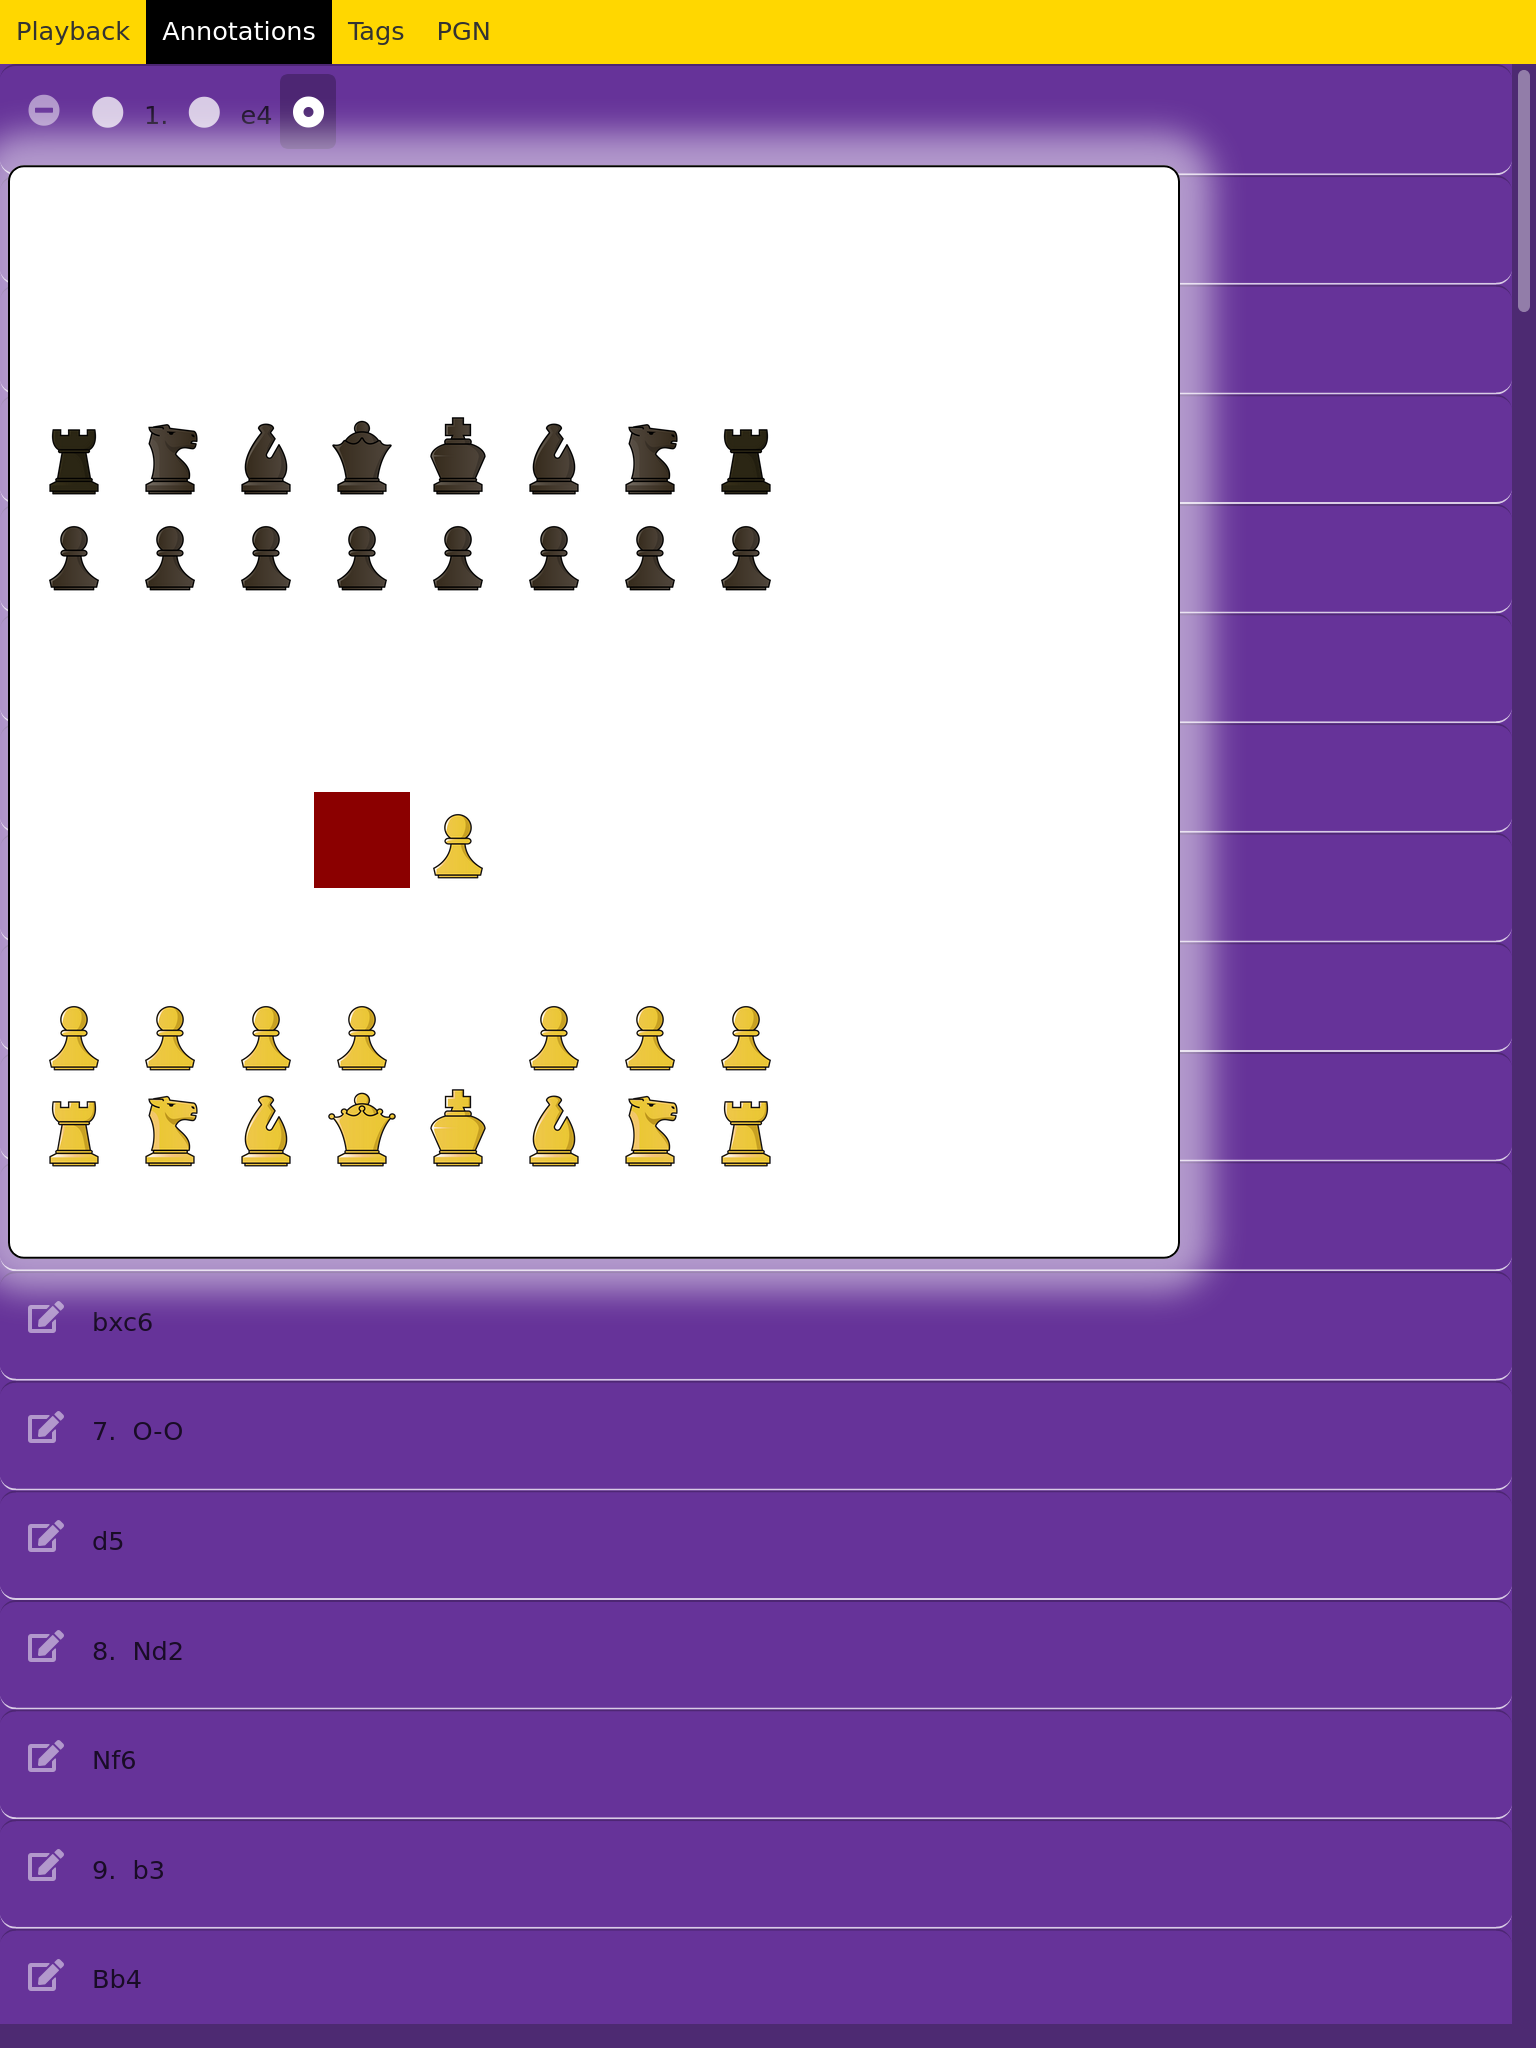 Playback Annotations Tags PGN
1. e4
bxc6
7. O-O
d5
8. Nd2
Nf6
9. b3
Bb4